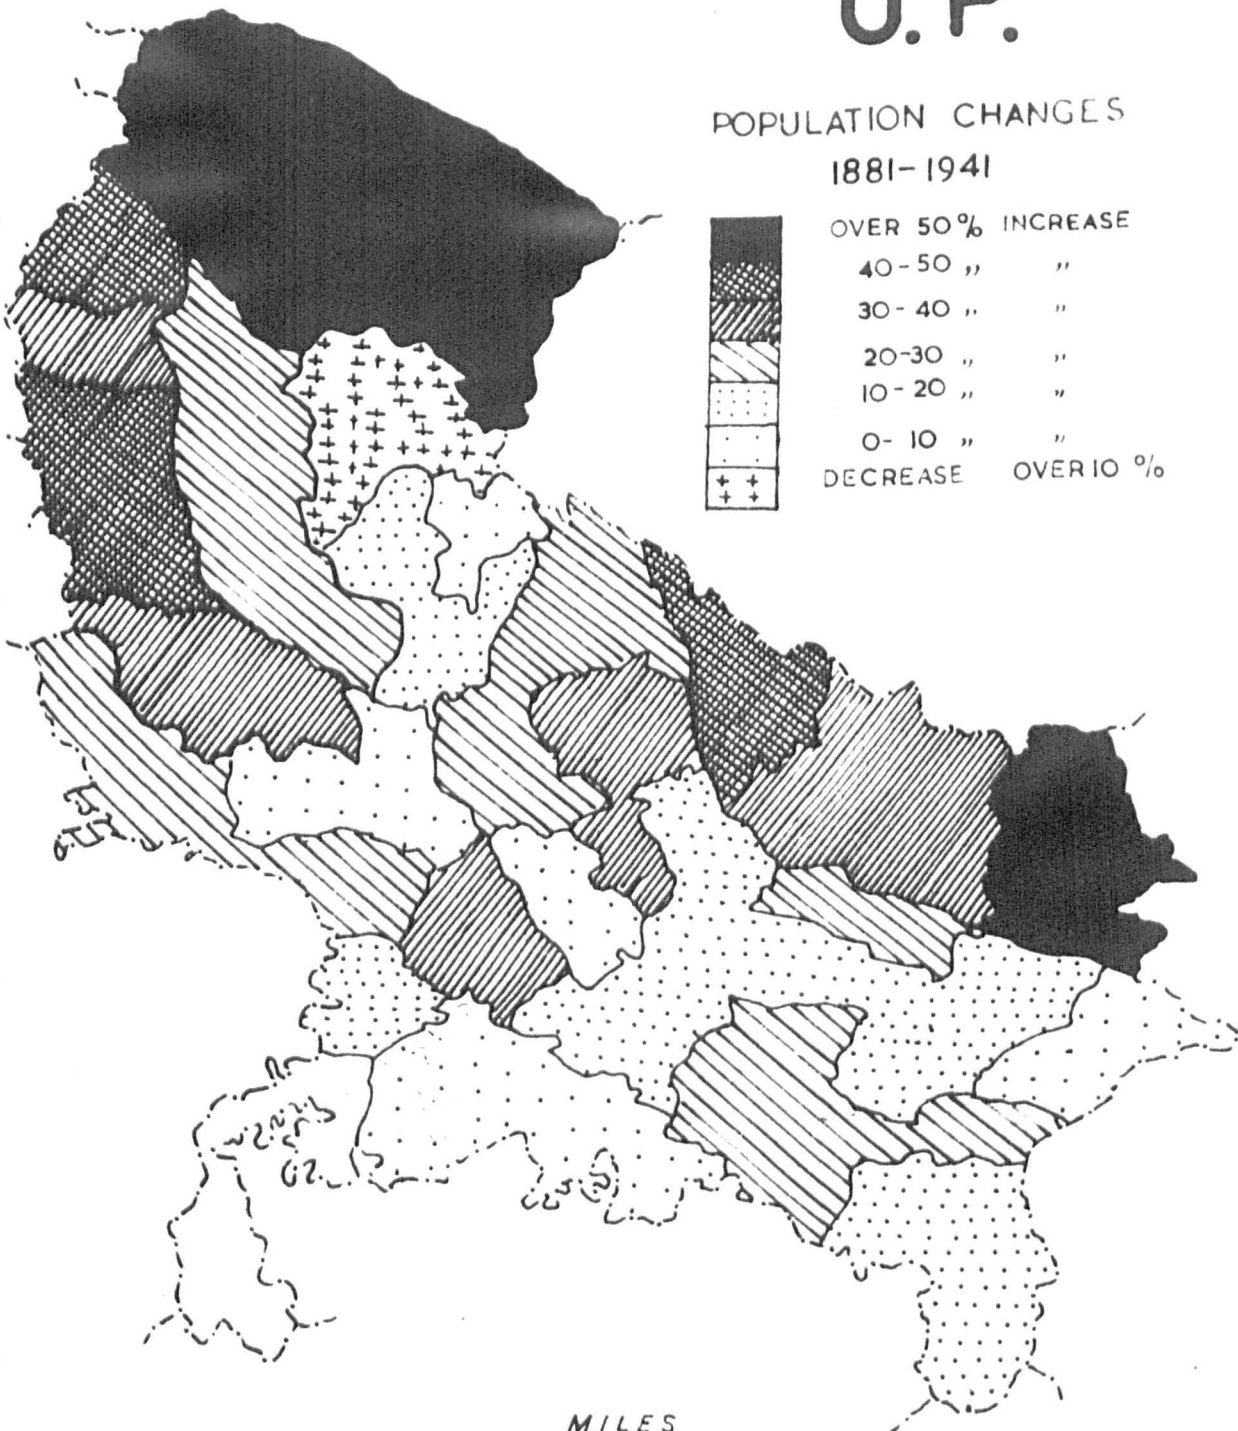 U. P.
POPULATION CHANGES
1881-1941
OVER 50% INCREASE
40-50 „ „
30-40 „ „
20-30 „ „
10-20 „ „
0-10 „ „
DECREASE OVER 10 %
MILES